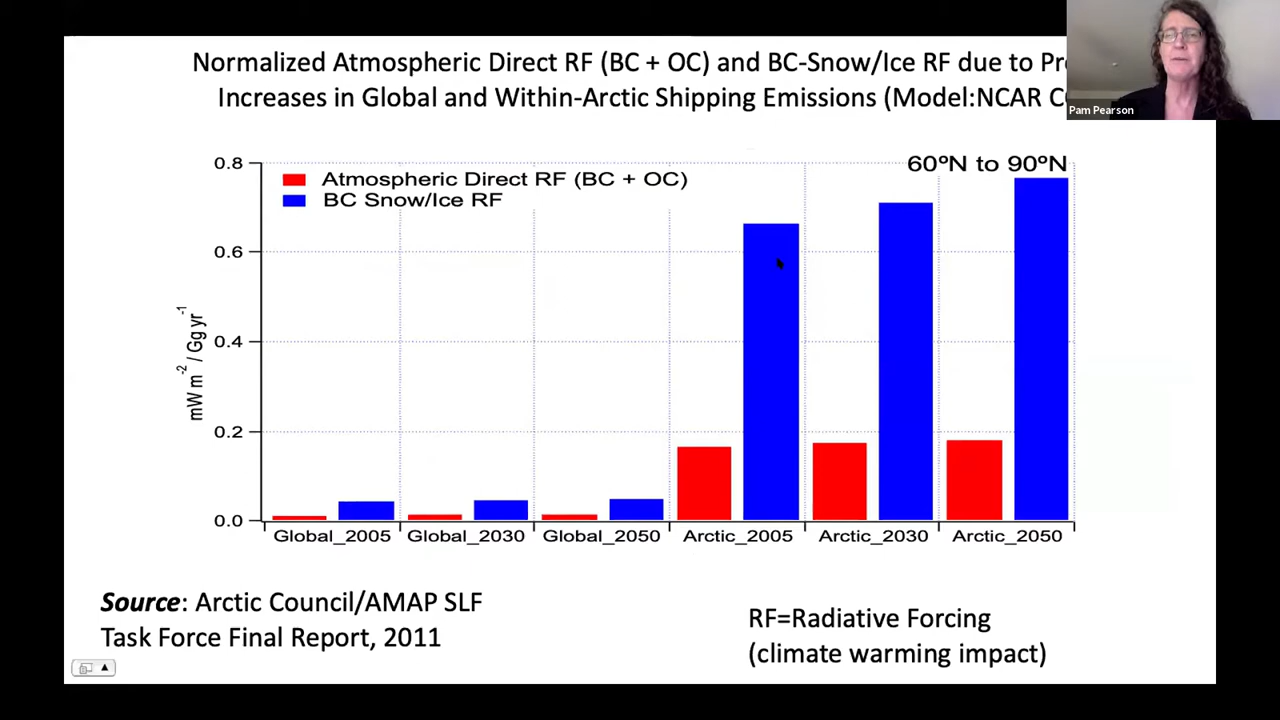 Normalized Atmospheric Direct RF (BC + OC) and BC-Snow/Ice RF due to
Increases in Global and Within-Arctic Shipping Emissions (Model:NCAR
Pam Pearson
60ºN to 90ºN
Atmospheric Direct RF (BC + OC)
BC Snow/Ice RF
0.8
0.6
0.4
0.2
0.0
mW m-2 / Gg yr-1
Global_2005 Global_2030 Global_2050 Arctic_2005 Arctic_2030 Arctic_2050
Source: Arctic Council/AMAP SLF
Task Force Final Report, 2011
RF=Radiative Forcing
(climate warming impact)